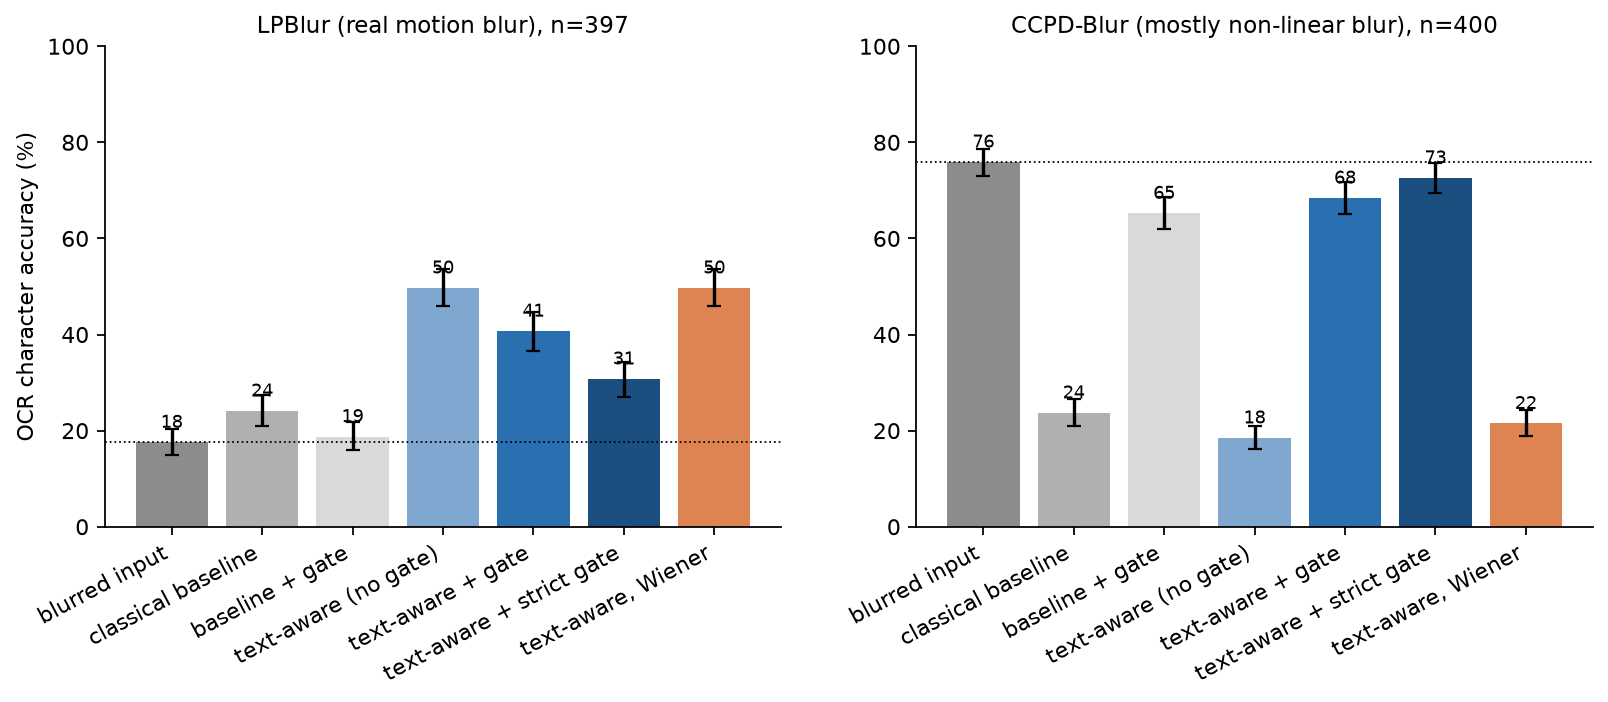 LPBlur (real motion blur), n=397
OCR character accuracy (%)
100
80
60
40
20
0
18
24
19
50
41
31
50
blurred input
classical baseline
baseline + gate
text-aware (no gate)
text-aware + gate
text-aware + strict gate
text-aware, Wiener
CCPD-Blur (mostly non-linear blur), n=400
100
80
60
40
20
0
76
24
65
18
68
73
22
blurred input
classical baseline
baseline + gate
text-aware (no gate)
text-aware + gate
text-aware + strict gate
text-aware, Wiener